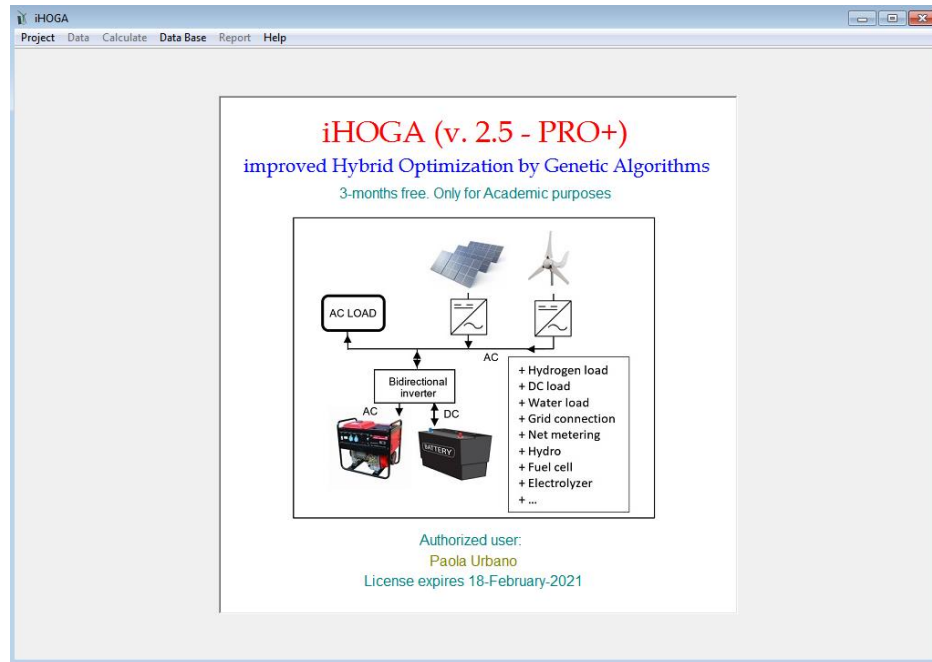 iHOGA
Project Data Calculate Data Base Report Help
iHOGA (v. 2.5 - PRO+)
improved Hybrid Optimization by Genetic Algorithms
3-months free. Only for Academic purposes
AC LOAD
AC
Bidirectional
inverter
AC
DC
BATTERY
+ Hydrogen load
+ DC load
+ Water load
+ Grid connection
+ Net metering
+ Hydro
+ Fuel cell
+ Electrolyzer
+ ...
Authorized user:
Paola Urbano
License expires 18-February-2021